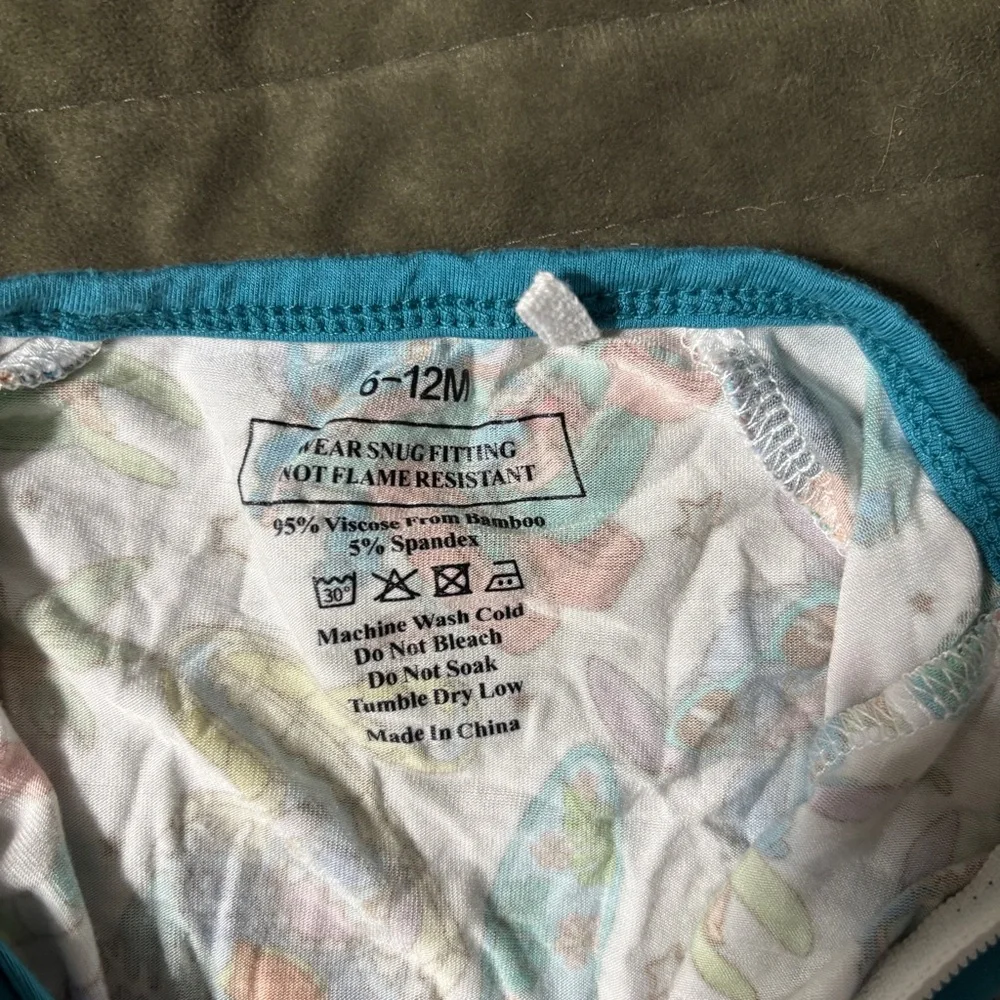 6-12M
WEAR SNUG FITTING
NOT FLAME RESISTANT
95% Viscose From Bamboo
5% Spandex
30°
Machine Wash Cold
Do Not Bleach
Do Not Soak
Tumble Dry Low
Made In China